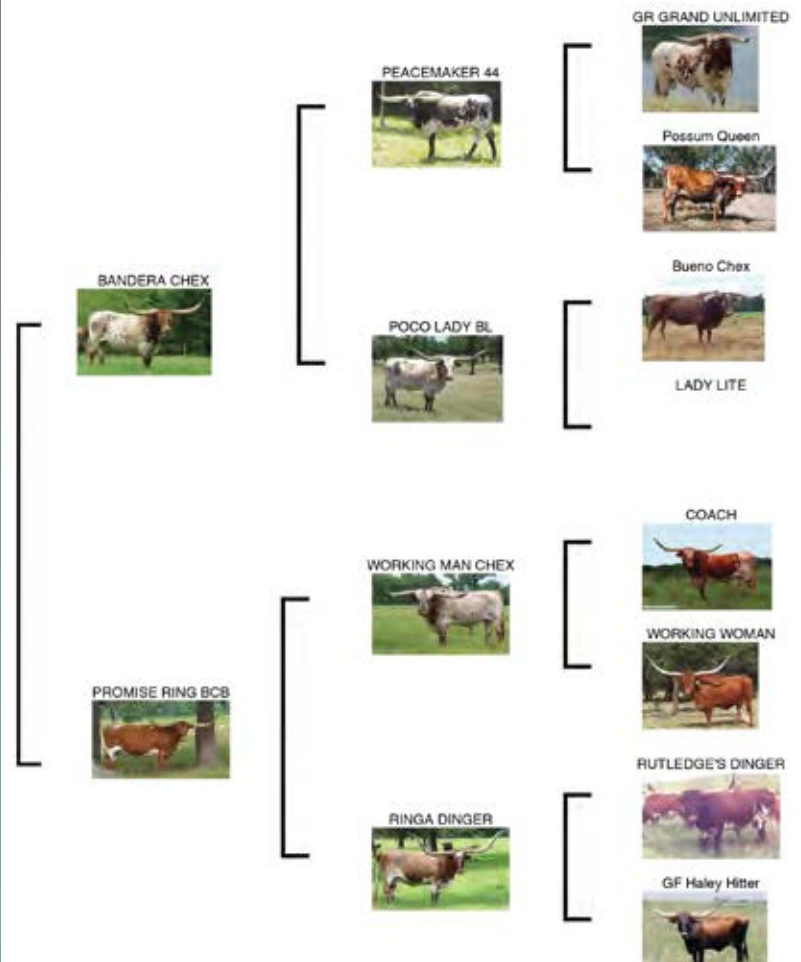 GR GRAND UNLIMITED
PEACEMAKER 44
Possum Queen
BANDERA CHEX
Bueno Chex
POCO LADY BL
LADY LITE
COACH
WORKING MAN CHEX
WORKING WOMAN
PROMISE RING BCB
RUTLEDGE'S DINGER
RINGA DINGER
GF Haley Hitter